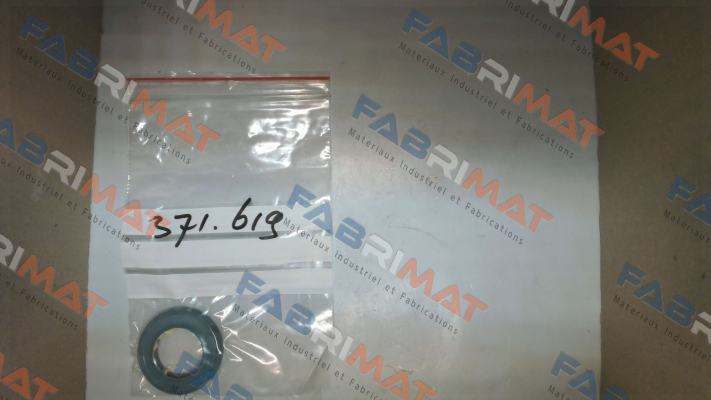 371.619
FABRIMAT
Materiaux Industriel et Fabrications